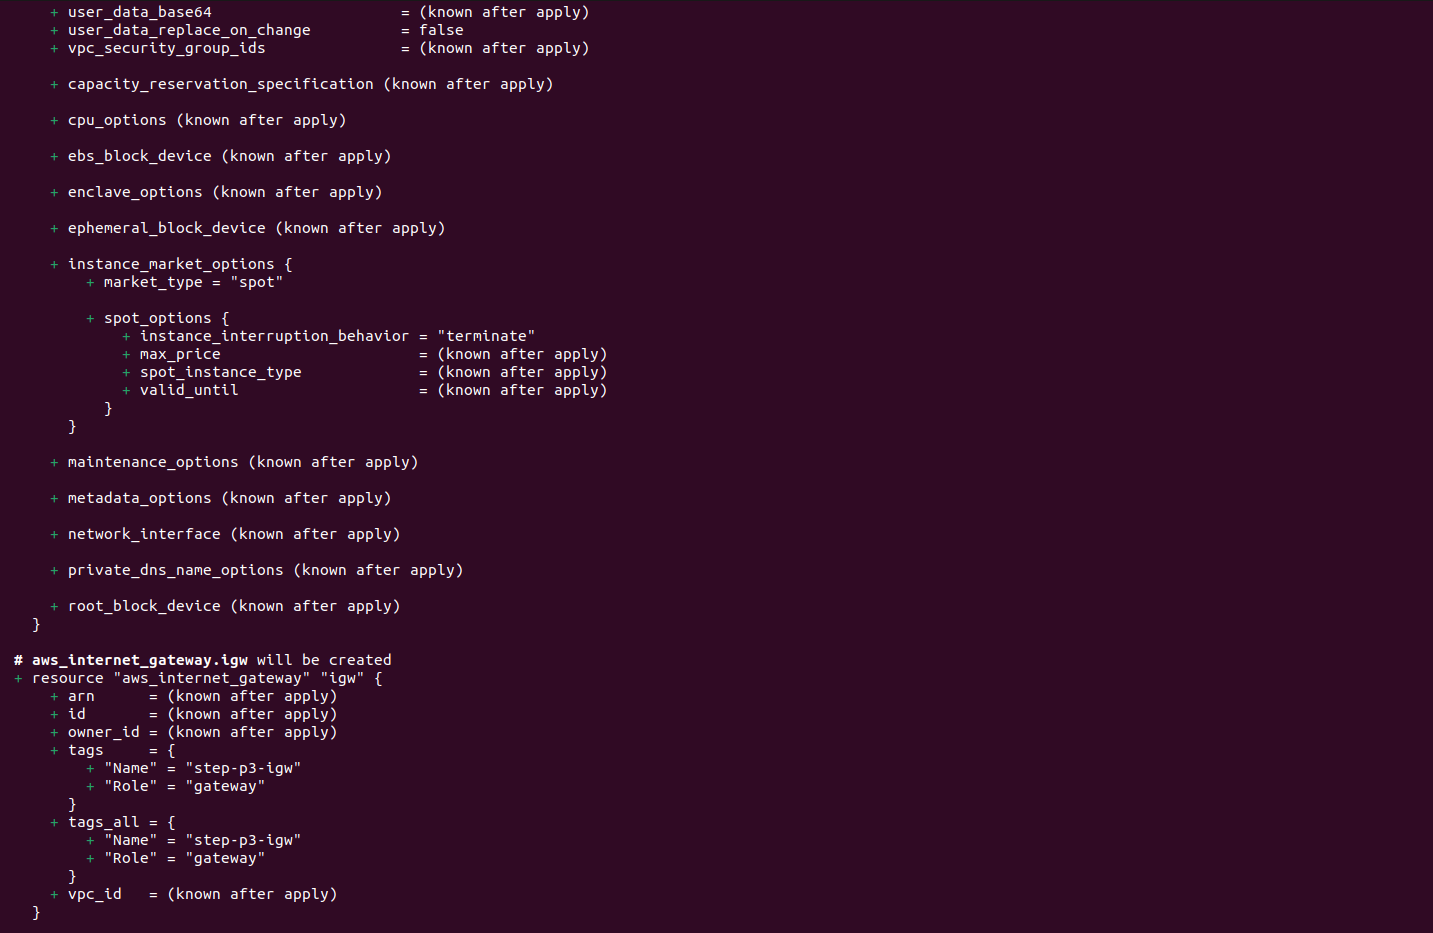 + user_data_base64                     = (known after apply)
+ user_data_replace_on_change          = false
+ vpc_security_group_ids               = (known after apply)
+ capacity_reservation_specification (known after apply)
+ cpu_options (known after apply)
+ ebs_block_device (known after apply)
+ enclave_options (known after apply)
+ ephemeral_block_device (known after apply)
+ instance_market_options {
+ market_type = "spot"
+ spot_options {
+ instance_interruption_behavior = "terminate"
+ max_price                      = (known after apply)
+ spot_instance_type             = (known after apply)
+ valid_until                    = (known after apply)
}
}
+ maintenance_options (known after apply)
+ metadata_options (known after apply)
+ network_interface (known after apply)
+ private_dns_name_options (known after apply)
+ root_block_device (known after apply)
}
# aws_internet_gateway.igw will be created
+ resource "aws_internet_gateway" "igw" {
+ arn      = (known after apply)
+ id       = (known after apply)
+ owner_id = (known after apply)
+ tags     = {
+ "Name" = "step-p3-igw"
+ "Role" = "gateway"
}
+ tags_all = {
+ "Name" = "step-p3-igw"
+ "Role" = "gateway"
}
+ vpc_id   = (known after apply)
}